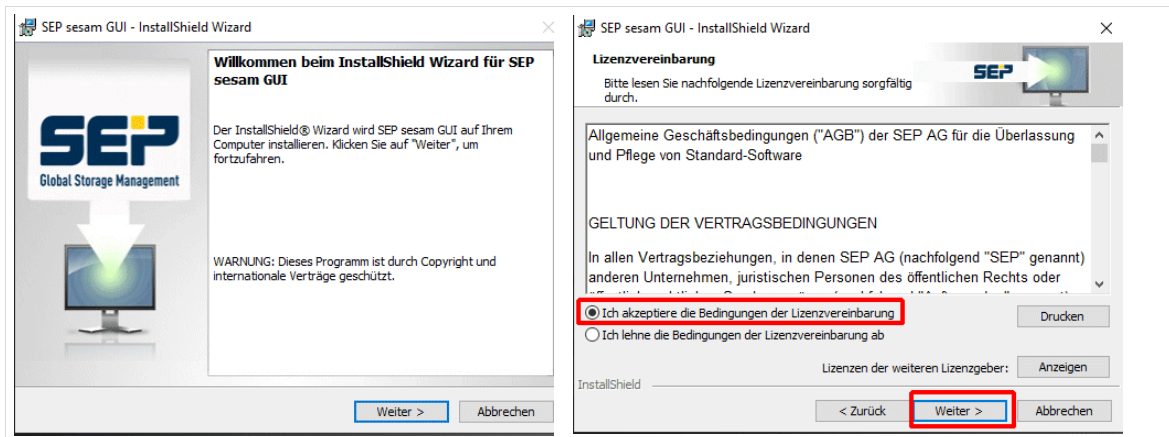 SEP sesam GUI - InstallShield Wizard
Willkommen beim InstallShield Wizard für SEP
sesam GUI
SEP
Global Storage Management
Der InstallShield® Wizard wird SEP sesam GUI auf Ihrem
Computer installieren. Klicken Sie auf "Weiter", um
fortzufahren.
WARNUNG: Dieses Programm ist durch Copyright und
internationale Verträge geschützt.
Weiter >
Abbrechen
SEP sesam GUI - InstallShield Wizard
Lizenzvereinbarung
Bitte lesen Sie nachfolgende Lizenzvereinbarung sorgfältig
durch.
SEP
Allgemeine Geschäftsbedingungen ("AGB") der SEP AG für die Überlassung
und Pflege von Standard-Software
GELTUNG DER VERTRAGSBEDINGUNGEN
In allen Vertragsbeziehungen, in denen SEP AG (nachfolgend "SEP" genannt)
anderen Unternehmen, juristischen Personen des öffentlichen Rechts oder
Ich akzeptiere die Bedingungen der Lizenzvereinbarung
Drucken
Ich lehne die Bedingungen der Lizenzvereinbarung ab
Lizenzen der weiteren Lizenzgeber:
Anzeigen
InstallShield
< Zurück
Weiter >
Abbrechen